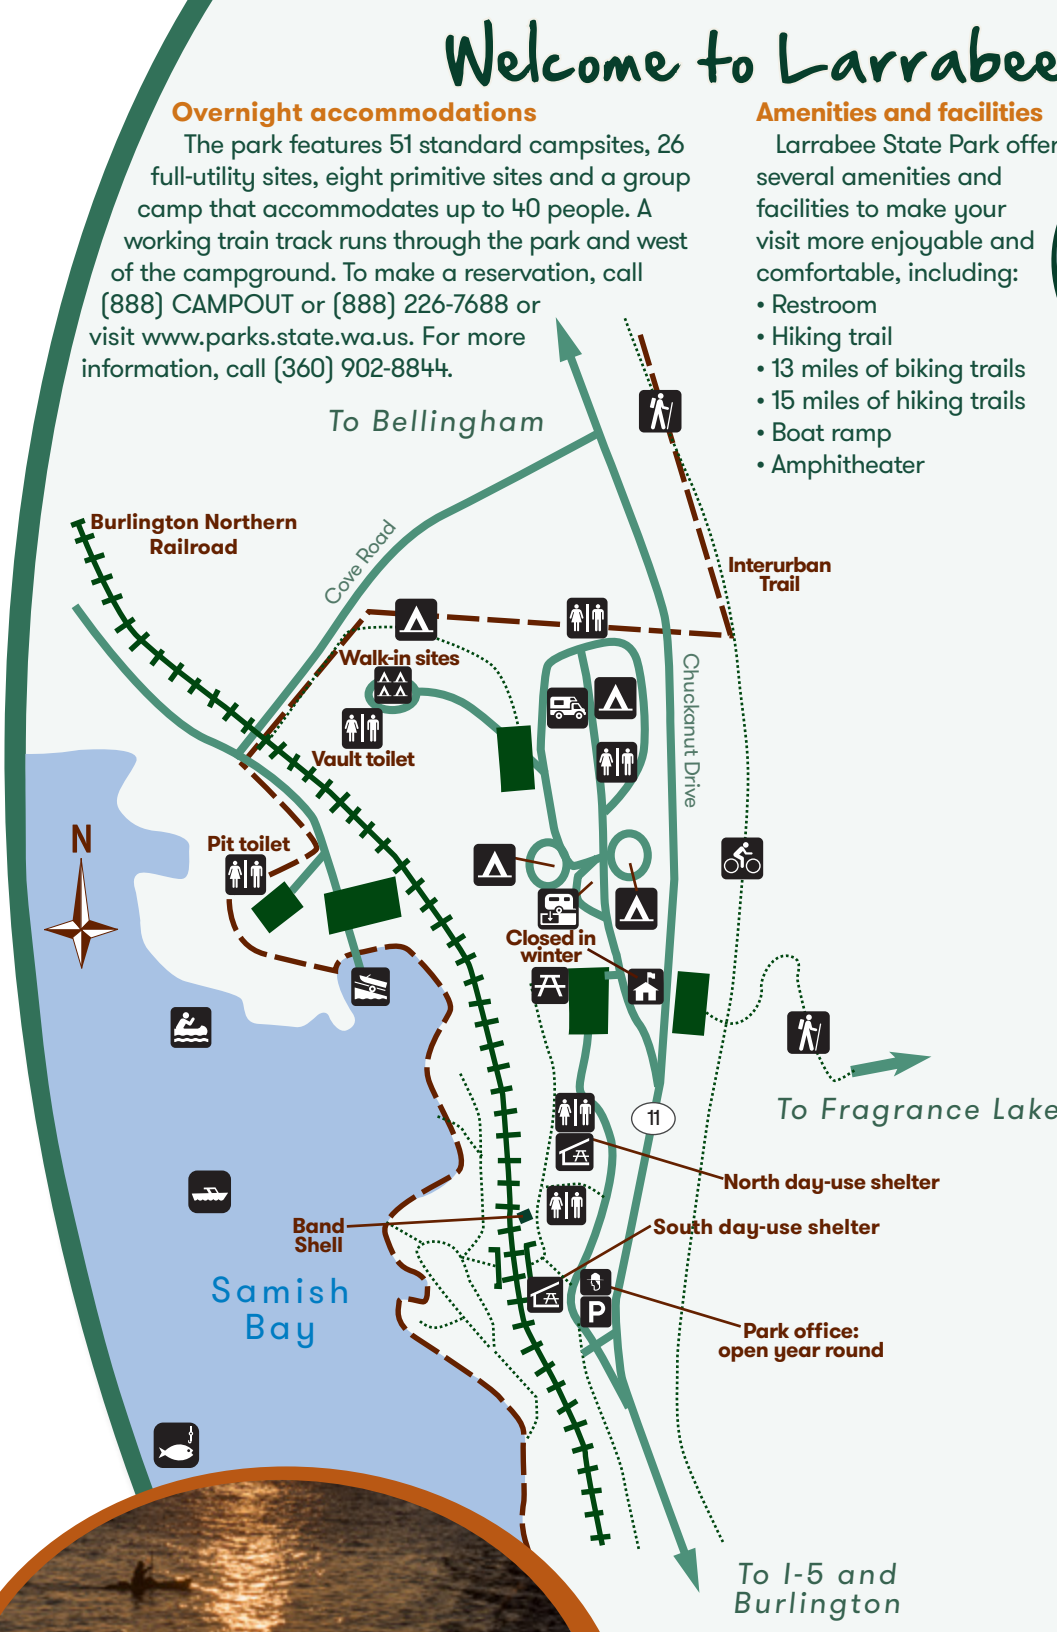 Welcome to Larrabee
Overnight accommodations
The park features 51 standard campsites, 26
full-utility sites, eight primitive sites and a group
camp that accommodates up to 40 people. A
working train track runs through the park and west
of the campground. To make a reservation, call
(888) CAMPOUT or (888) 226-7688 or
visit www.parks.state.wa.us. For more
information, call (360) 902-8844.
Amenities and facilities
Larrabee State Park offer
several amenities and
facilities to make your
visit more enjoyable and
comfortable, including:
• Restroom
• Hiking trail
• 13 miles of biking trails
• 15 miles of hiking trails
• Boat ramp
• Amphitheater
To Bellingham
Burlington Northern
Railroad
Cove Road
Interurban
Trail
Walk-in sites
Chuckanut Drive
Vault toilet
N
Pit toilet
Closed in
winter
To Fragrance Lake
11
North day-use shelter
Band
Shell
South day-use shelter
Samish
Bay
P
Park office:
open year round
To I-5 and
Burlington